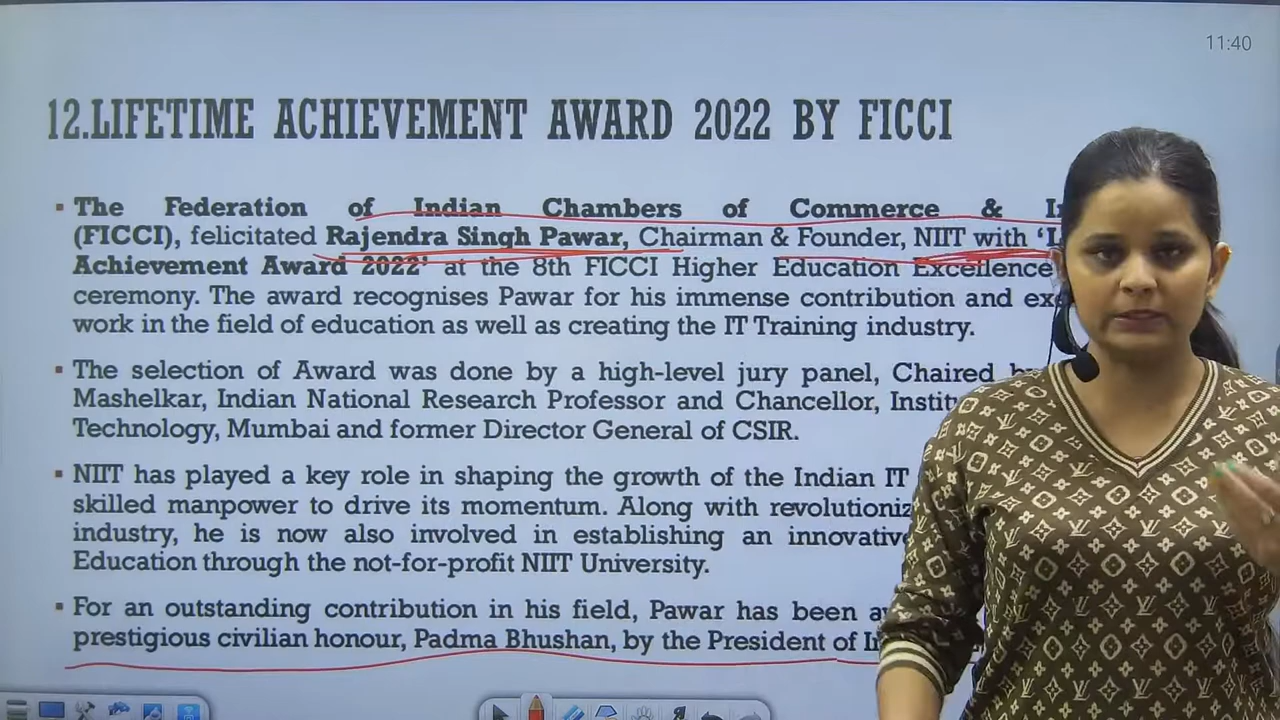 11:40
12.LIFETIME ACHIEVEMENT AWARD 2022 BY FICCI
▪ The Federation of Indian Chambers of Commerce &
(FICCI), felicitated Rajendra Singh Pawar, Chairman & Founder, NIIT with
Achievement Award 2022' at the 8th FICCI Higher Education Excellence
ceremony. The award recognises Pawar for his immense contribution and
work in the field of education as well as creating the IT Training industry.
▪ The selection of Award was done by a high-level jury panel, Chaired
Mashelkar, Indian National Research Professor and Chancellor,
Technology, Mumbai and former Director General of CSIR.
▪ NIIT has played a key role in shaping the growth of the Indian IT
skilled manpower to drive its momentum. Along with
industry, he is now also involved in establishing an
Education through the not-for-profit NIIT University.
▪ For an outstanding contribution in his field, Pawar has been
prestigious civilian honour, Padma Bhushan, by the President of